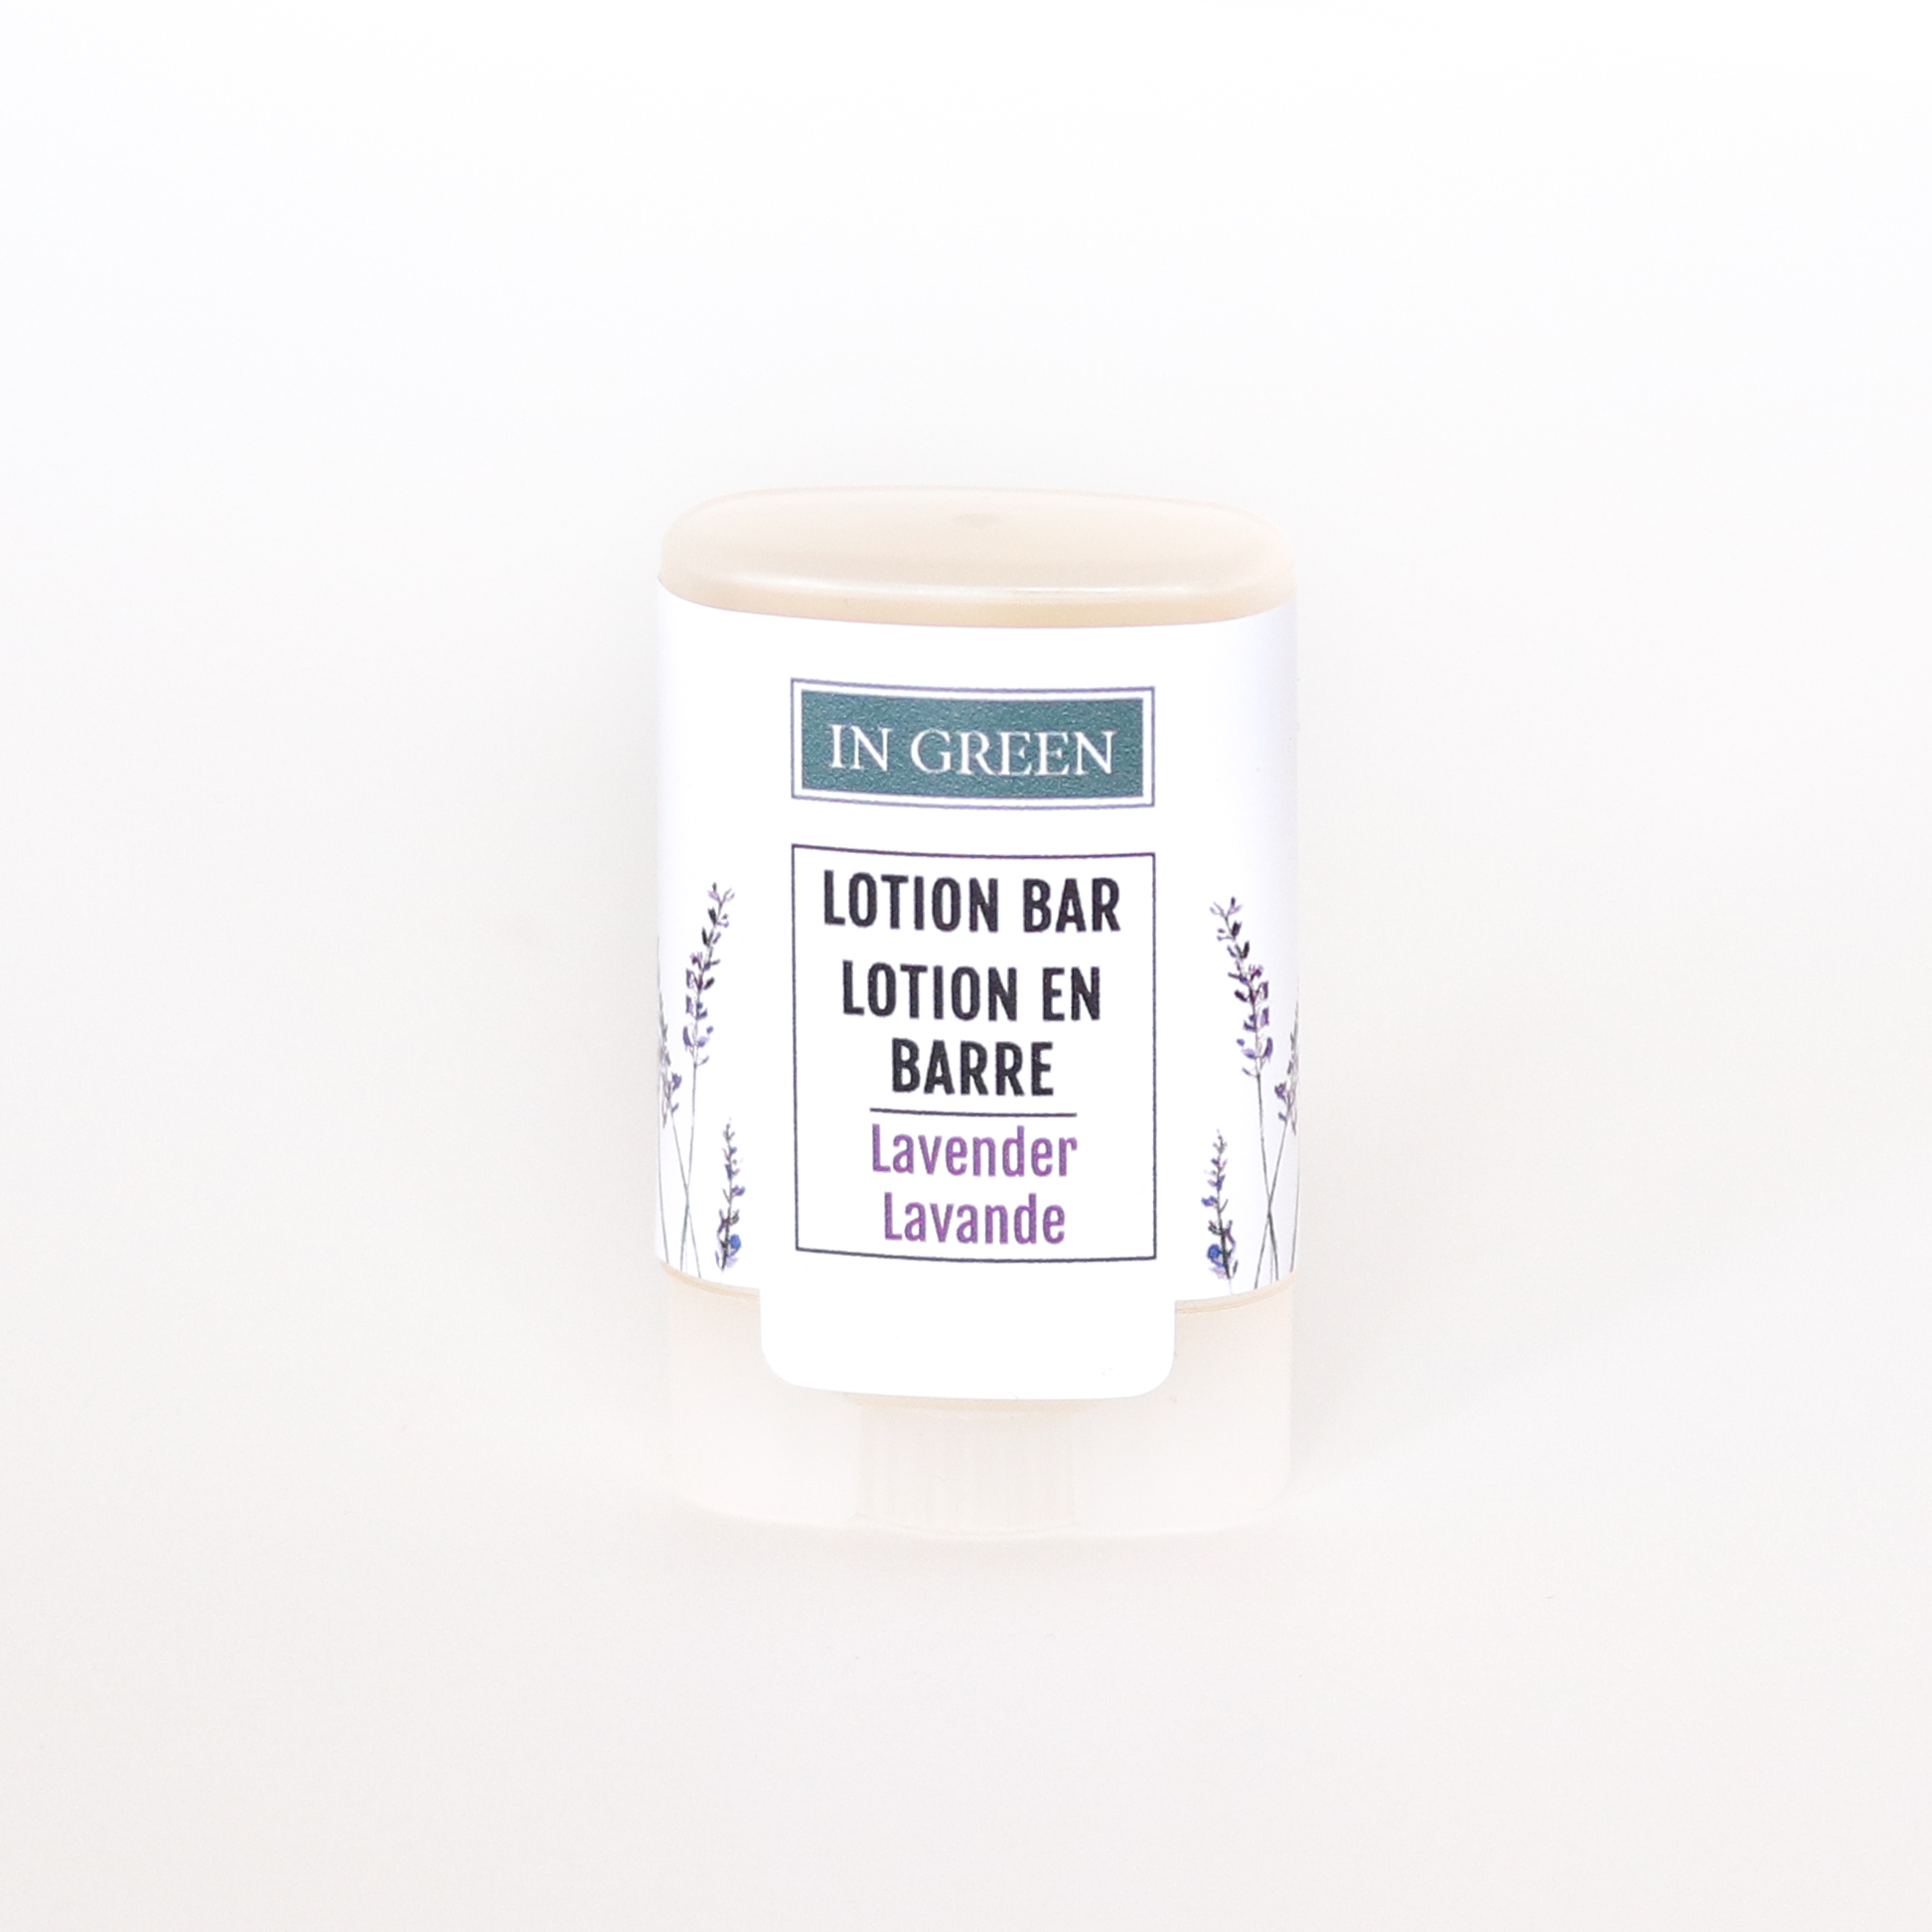 IN GREEN
LOTION BAR
LOTION EN
BARRE
Lavender
Lavande